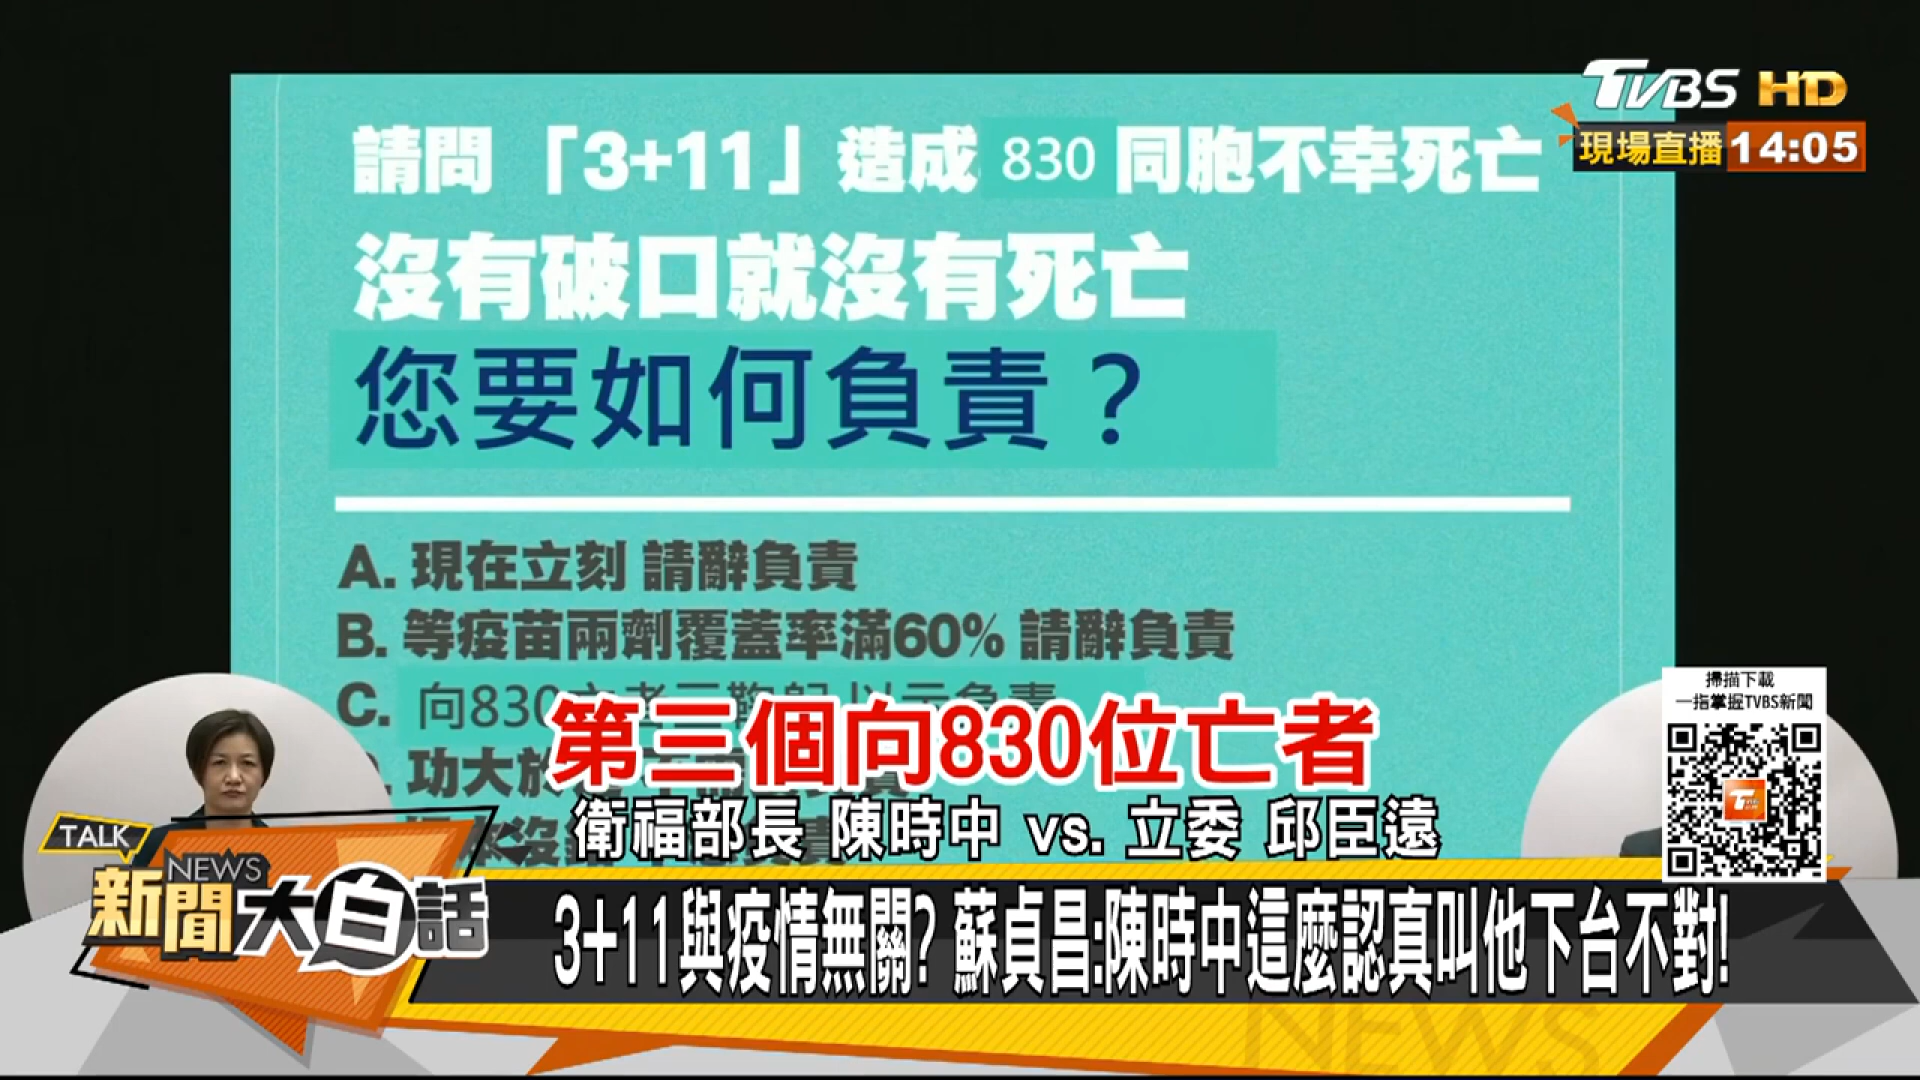 TVBS HD
現場直播 14:05
請問「3+11」造成 830 同胞不幸死亡
沒有破口就沒有死亡
您要如何負責？
A. 現在立刻 請辭負責
B. 等疫苗兩劑覆蓋率滿60% 請辭負責
C. 向830
功大於
第三個向830位亡者
衛福部長 陳時中 vs. 立委 邱臣遠
掃描下載
一指掌握TVBS新聞
TALK
NEWS
新聞大白話
3+11與疫情無關? 蘇貞昌:陳時中這麼認真叫他下台不對!
NEWS